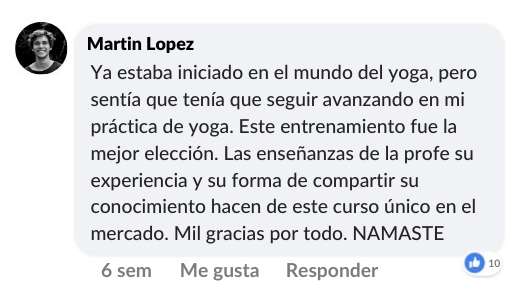 Martin Lopez
Ya estaba iniciado en el mundo del yoga, pero
sentía que tenía que seguir avanzando en mi
práctica de yoga. Este entrenamiento fue la
mejor elección. Las enseñanzas de la profe su
experiencia y su forma de compartir su
conocimiento hacen de este curso único en el
mercado. Mil gracias por todo. NAMASTE
6 sem Me gusta Responder 10